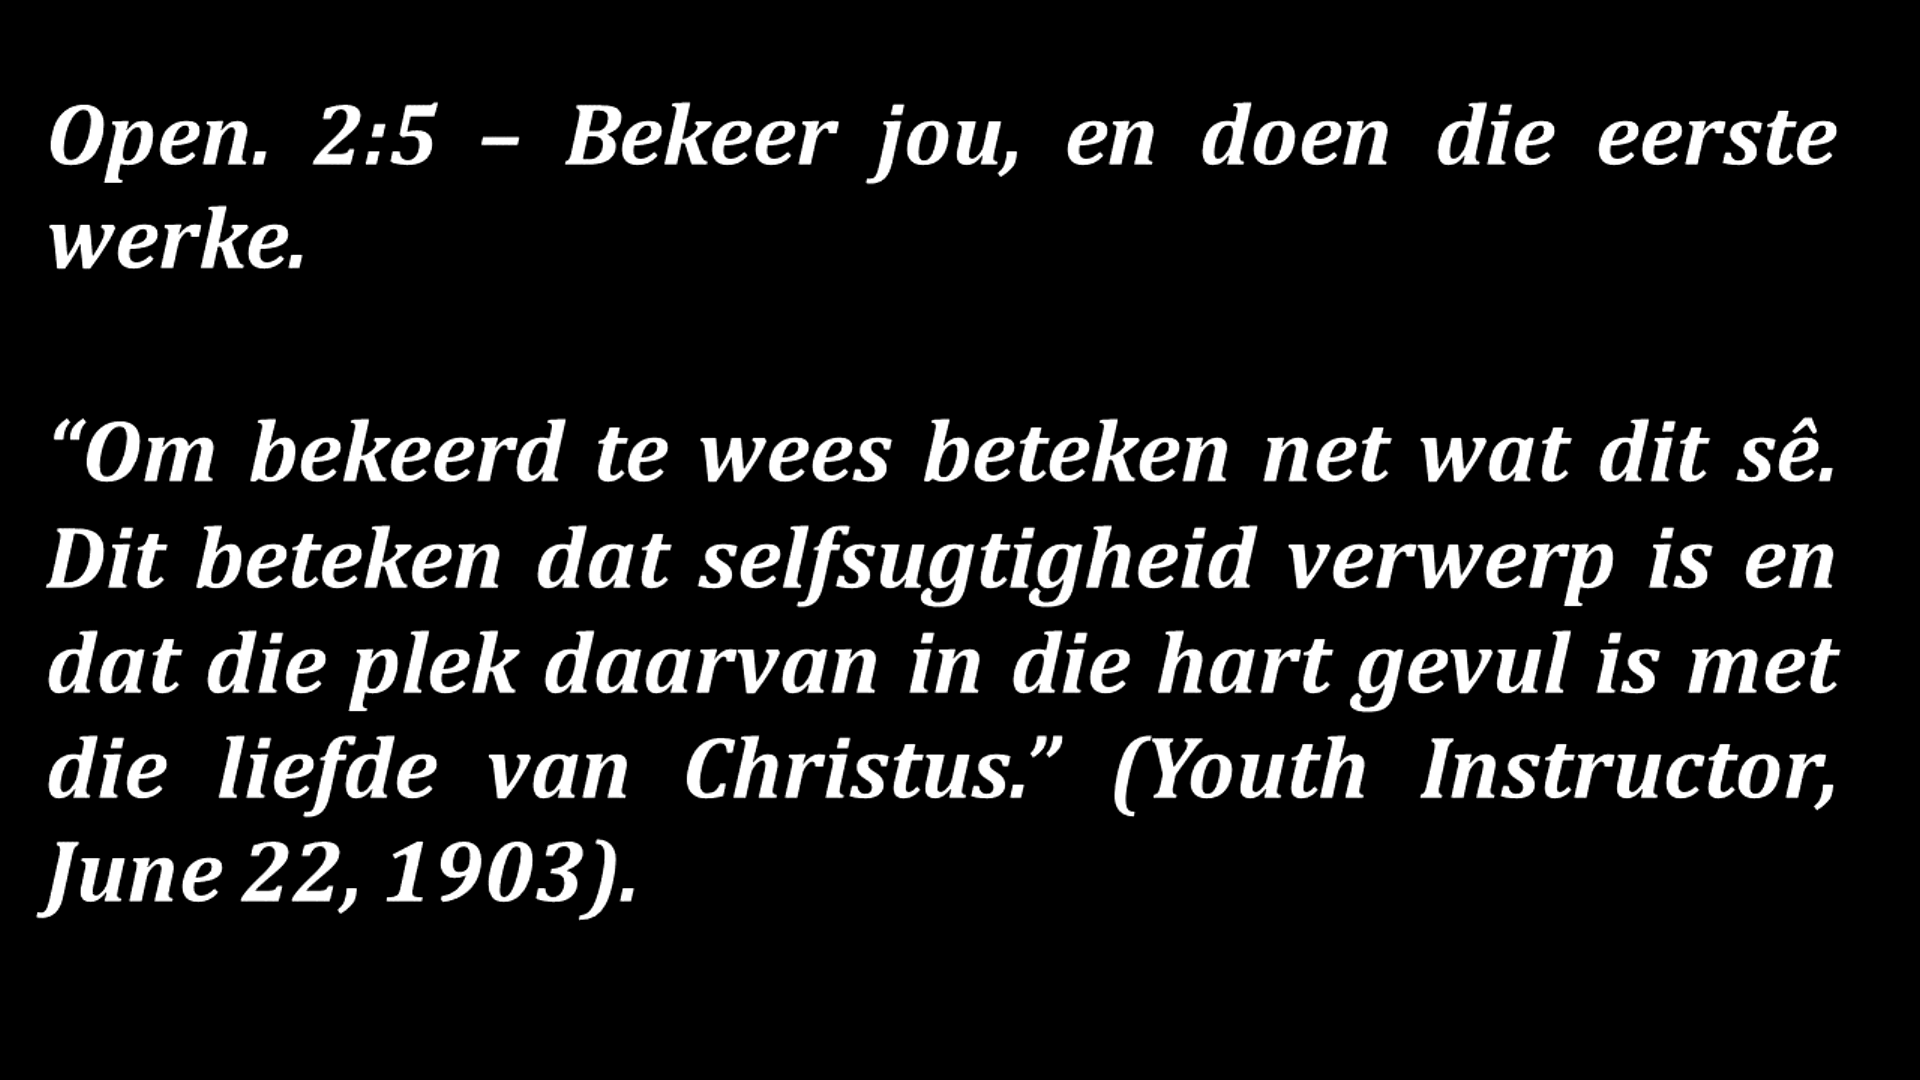 Open. 2:5 – Bekeer jou, en doen die eerste
werke.
“Om bekeerd te wees beteken net wat dit sê.
Dit beteken dat selfsugtigheid verwerp is en
dat die plek daarvan in die hart gevul is met
die liefde van Christus.” (Youth Instructor,
June 22, 1903).